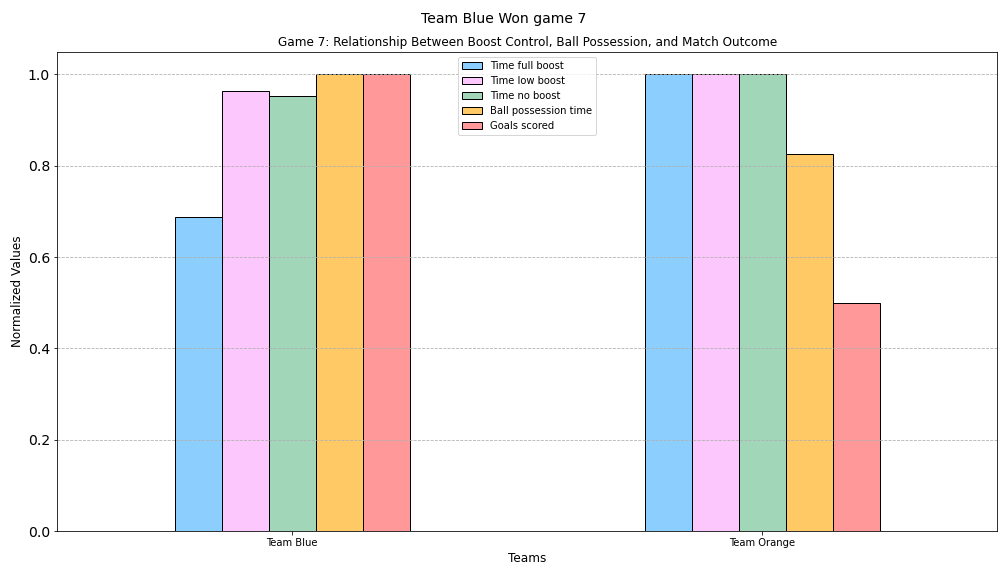 Team Blue Won game 7
Game 7: Relationship Between Boost Control, Ball Possession, and Match Outcome
Time full boost
Time low boost
Time no boost
Ball possession time
Goals scored
Normalized Values
1.0
0.8
0.6
0.4
0.2
0.0
Team Blue
Team Orange
Teams